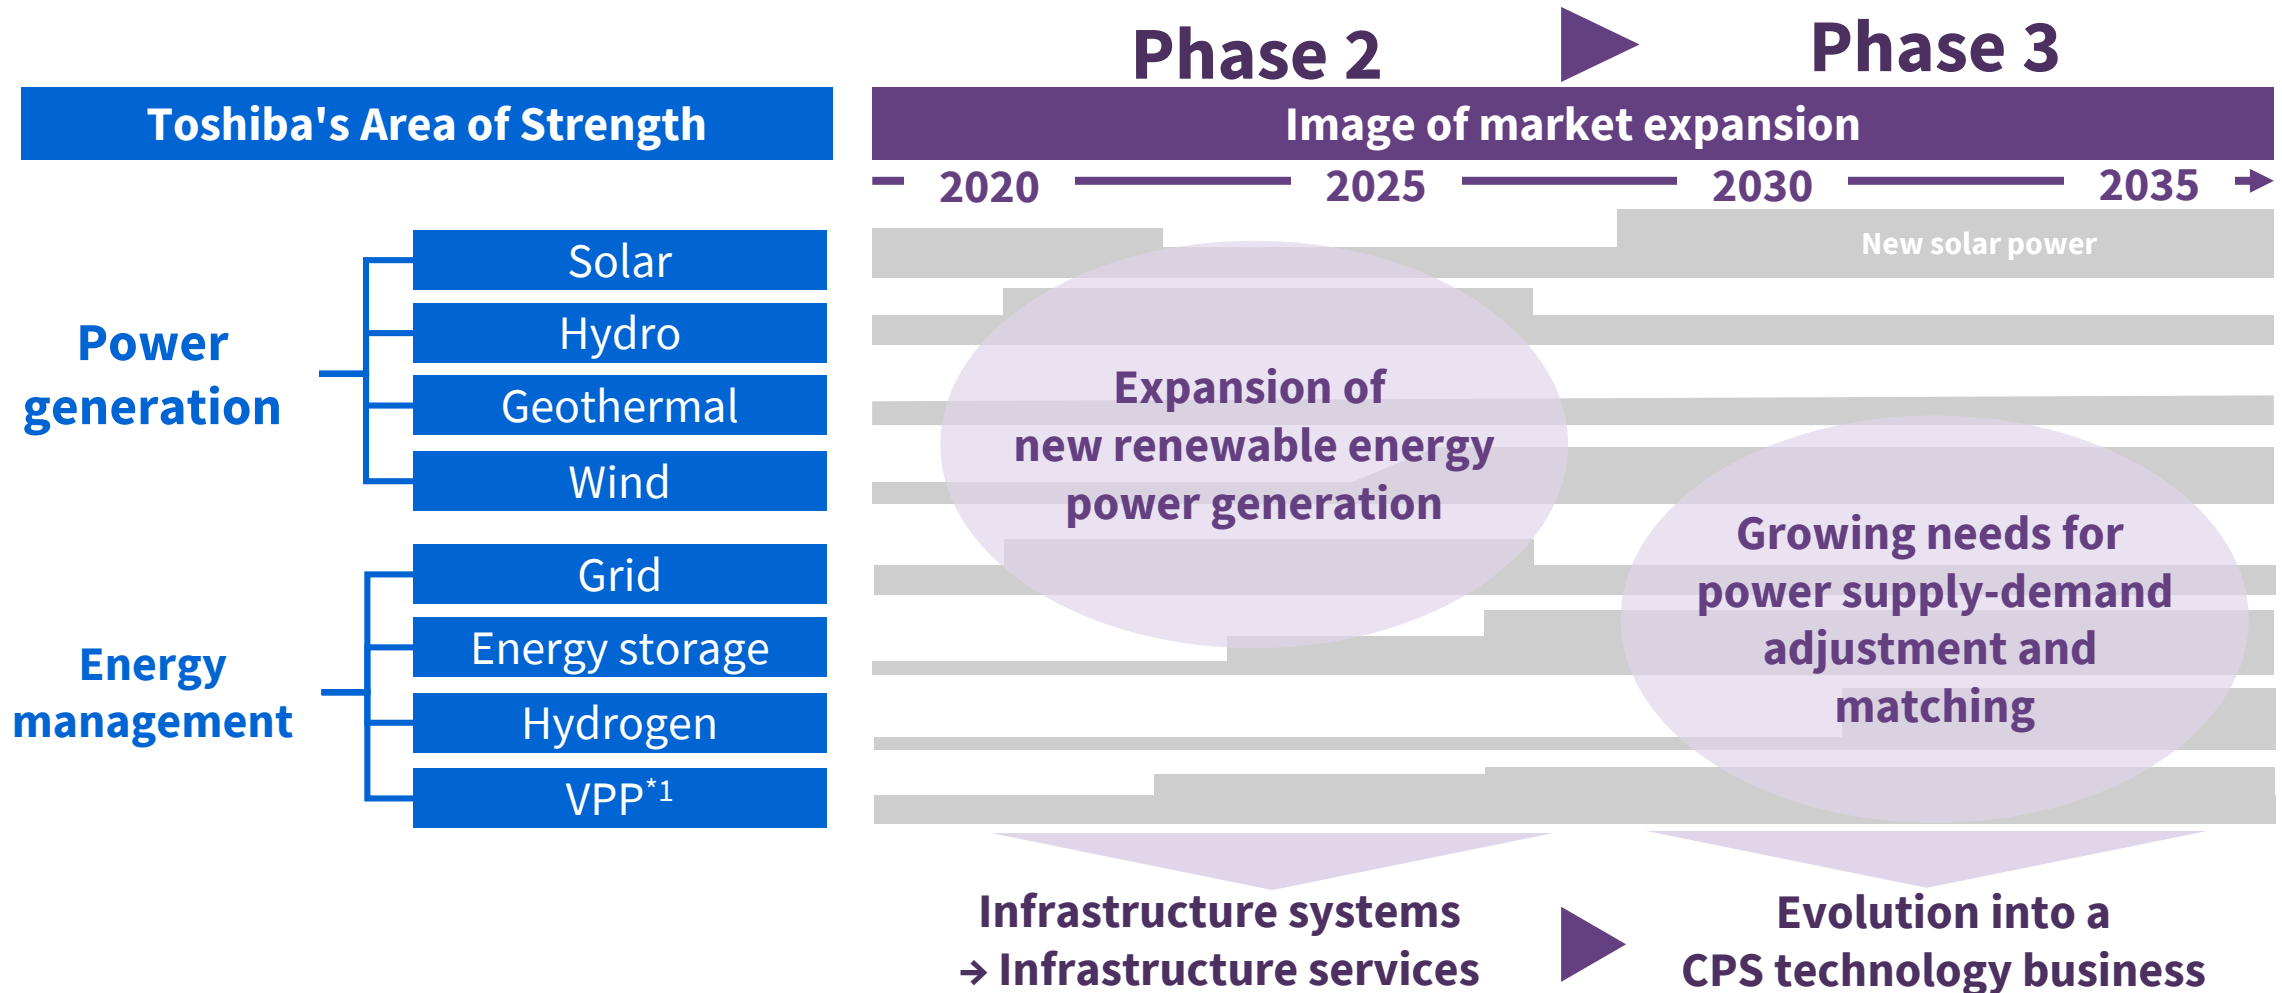 Phase 2
Phase 3
Toshiba's Area of Strength
Image of market expansion
2020
2025
2030
2035
Power
generation
Solar
Hydro
Geothermal
Wind
Energy
management
Grid
Energy storage
Hydrogen
VPP*1
New solar power
Expansion of
new renewable energy
power generation
Growing needs for
power supply-demand
adjustment and
matching
Infrastructure systems
→ Infrastructure services
Evolution into a
CPS technology business